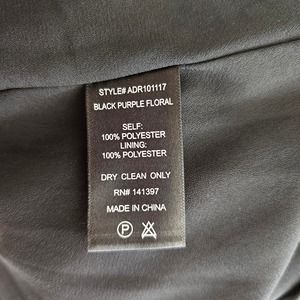 STYLE# ADR101117
BLACK PURPLE FLORAL
SELF:
100% POLYESTER
LINING:
100% POLYESTER
DRY CLEAN ONLY
RN# 141397
MADE IN CHINA
P